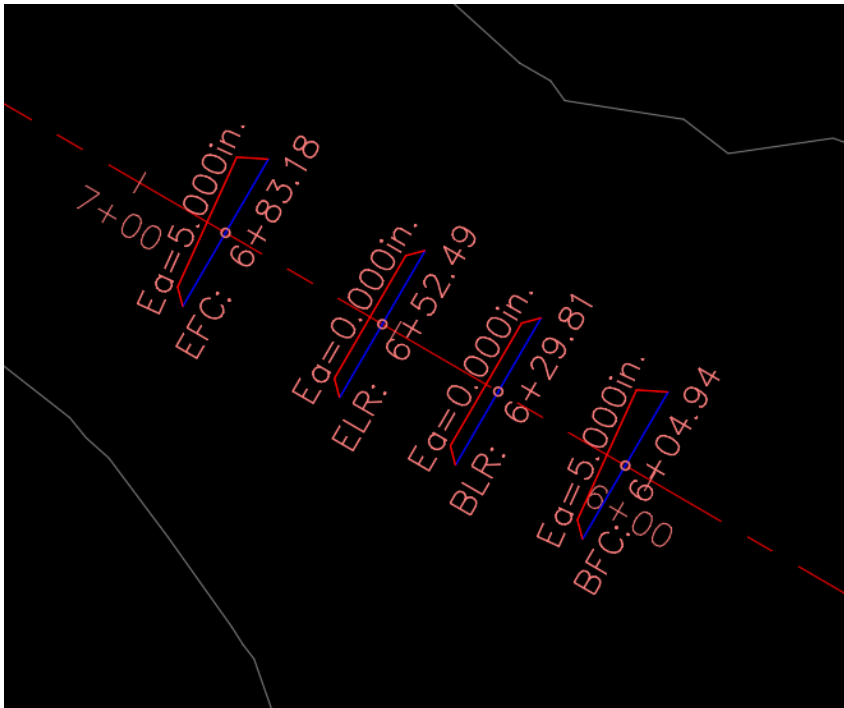 7+00
Ea=5.000in.
EFC: 6+83.18
Ea=0.000in.
ELR: 6+52.49
Ea=0.000in.
BLR: 6+29.81
Ea=5.000in.
BFC: 6+04.94
6+00